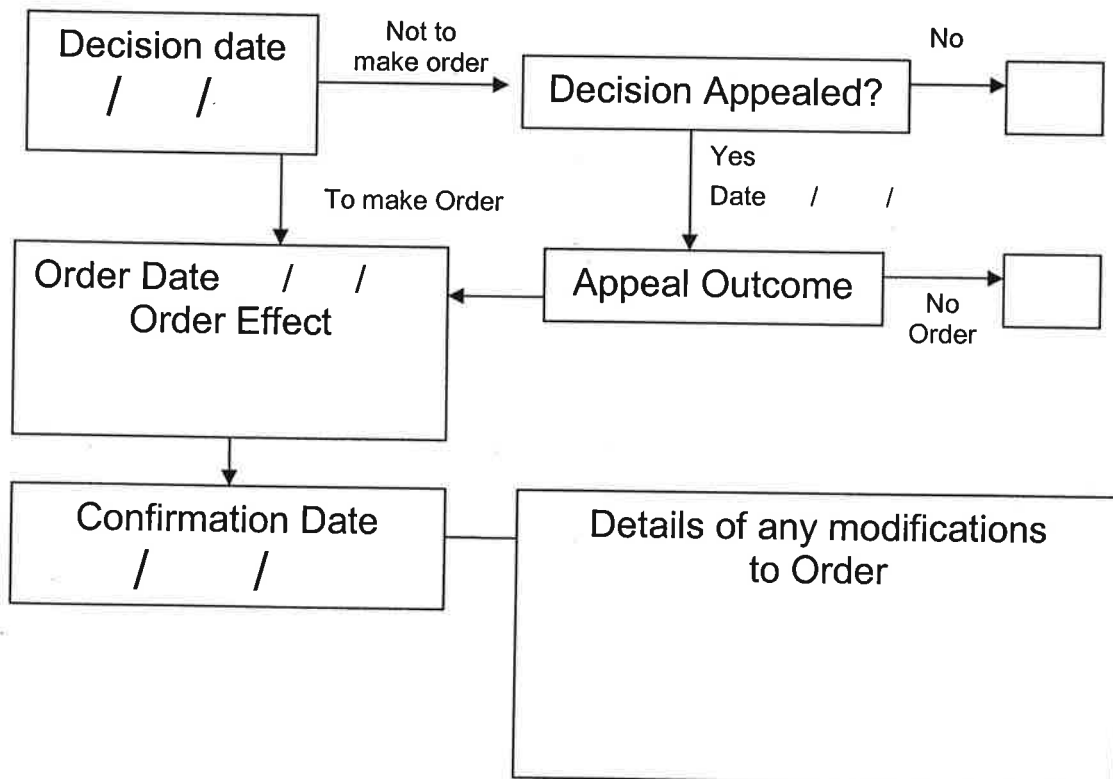 Decision date
/ /
Not to
make order
Decision Appealed?
No
Yes
Date / /
To make Order
Order Date / /
Order Effect
Appeal Outcome
No
Order
Confirmation Date
/ /
Details of any modifications
to Order